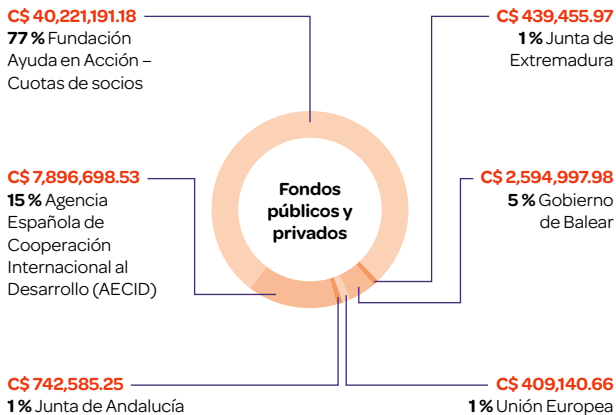 C$ 40,221,191.18
77 % Fundación
Ayuda en Acción –
Cuotas de socios
C$ 439,455.97
1 % Junta de
Extremadura
C$ 7,896,698.53
15 % Agencia
Española de
Cooperación
Internacional al
Desarrollo (AECID)
Fondos
públicos y
privados
C$ 2,594,997.98
5 % Gobierno
de Balear
C$ 742,585.25
1 % Junta de Andalucía
C$ 409,140.66
1 % Unión Europea